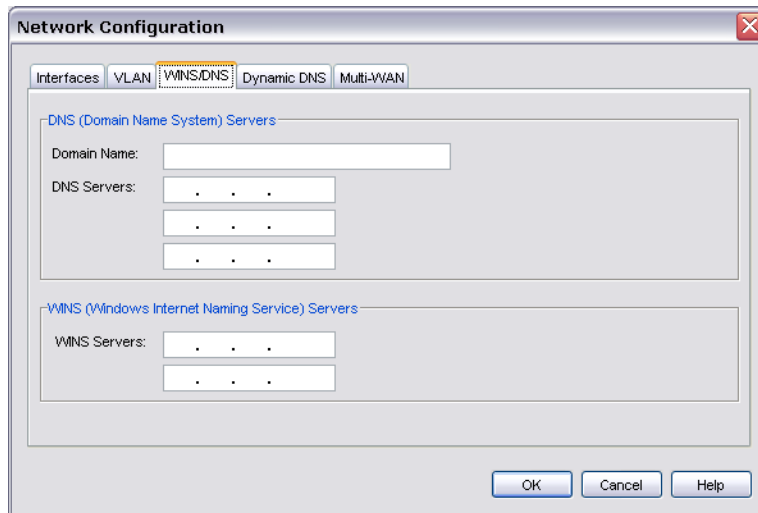 Network Configuration
Interfaces VLAN WINS/DNS Dynamic DNS Multi-WAN
DNS (Domain Name System) Servers
Domain Name:
DNS Servers: . . .
. . .
. . .
WINS (Windows Internet Naming Service) Servers
WINS Servers: . . .
. . .
OK Cancel Help